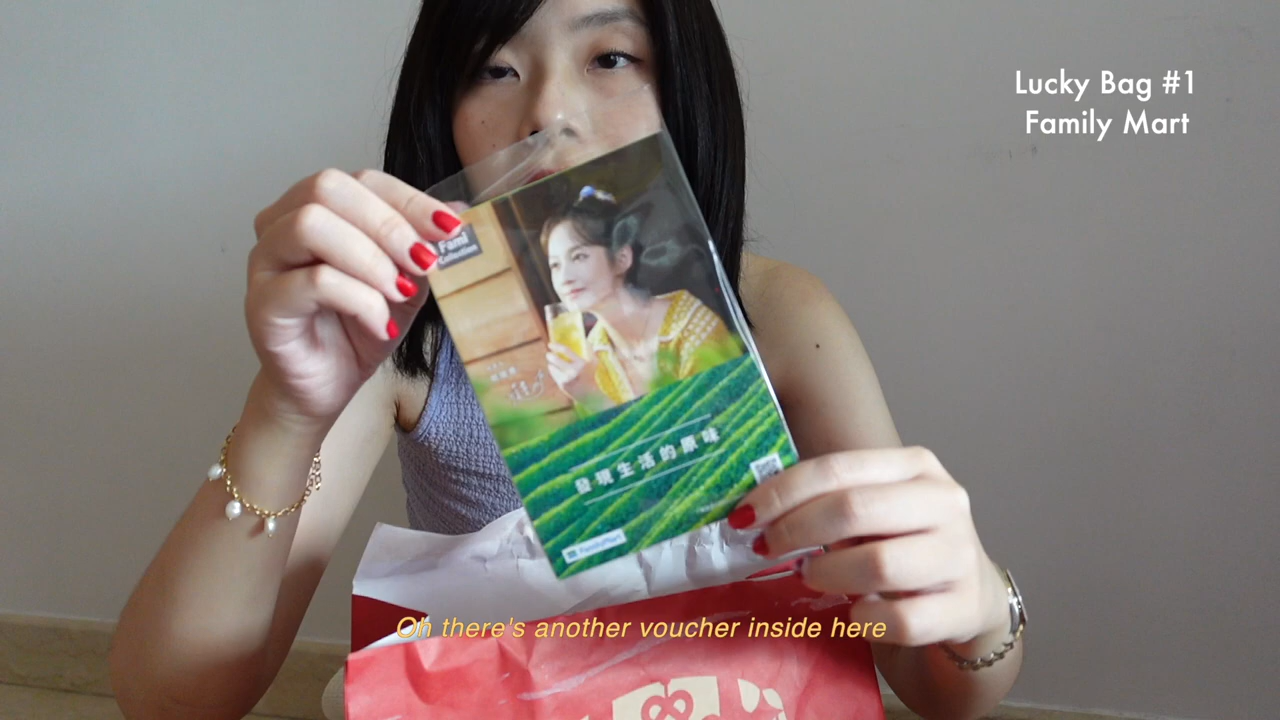 Lucky Bag #1
Family Mart
Fami
Collection
發現生活的原味
FamilyMart
Oh there's another voucher inside here